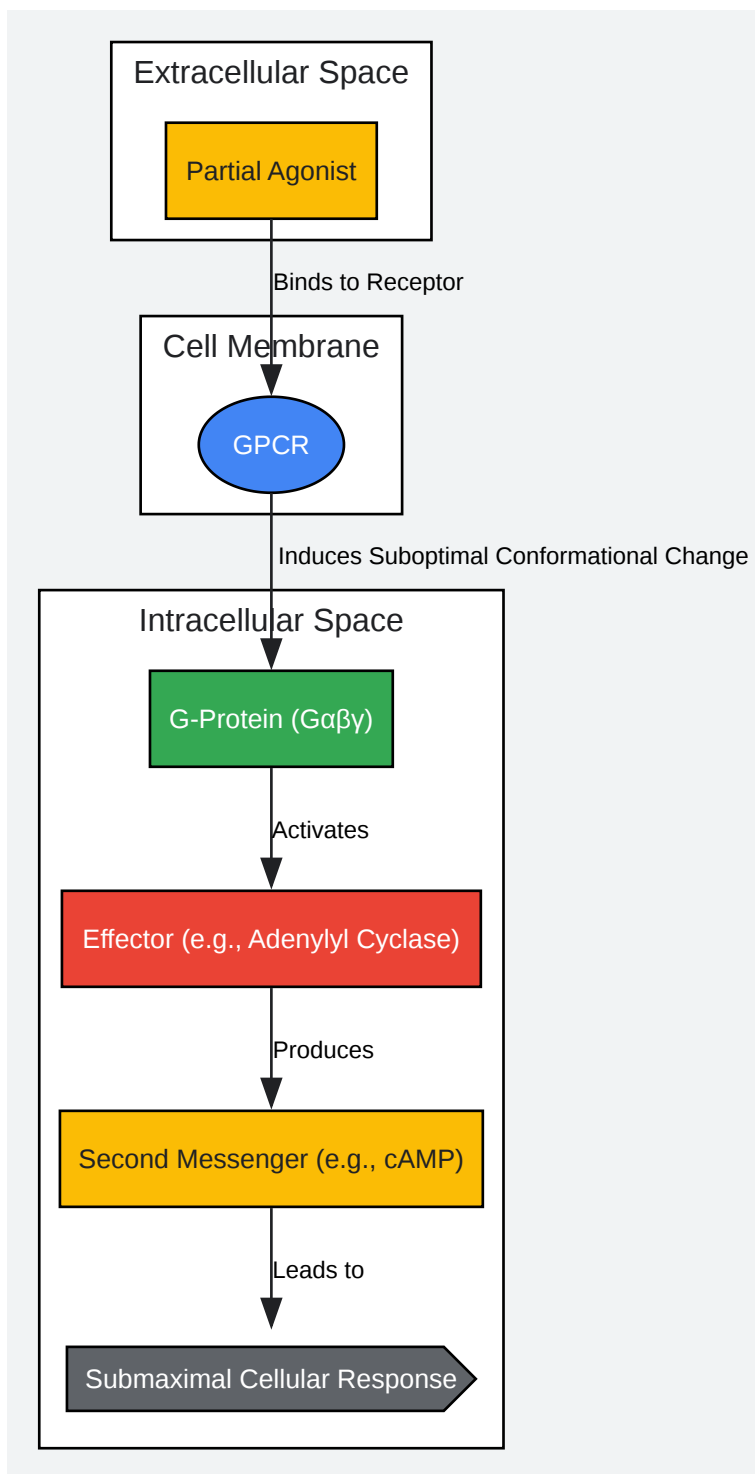 Extracellular Space
Partial Agonist
Binds to Receptor
Cell Membrane
GPCR
Induces Suboptimal Conformational Change
Intracellular Space
G-Protein (Gαβγ)
Activates
Effector (e.g., Adenylyl Cyclase)
Produces
Second Messenger (e.g., cAMP)
Leads to
Submaximal Cellular Response